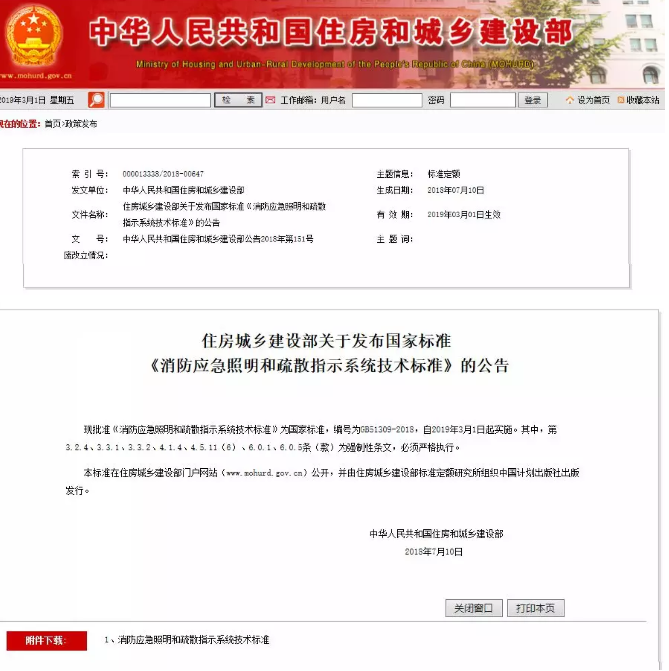 中华人民共和国住房和城乡建设部
Ministry of Housing and Urban-Rural Development of the People's Republic of China (MOHURD)
www.mohurd.gov.cn
2019年3月1日 星期五 检 索 工作邮箱：用户名 密码 登录 设为首页 收藏本站
现在的位置：首页>政策发布
索 引 号： 000013338/2018-00647 主题信息： 标准定额
发文单位： 中华人民共和国住房和城乡建设部 生成日期： 2018年07月10日
文件名称： 住房城乡建设部关于发布国家标准《消防应急照明和疏散 指示系统技术标准》的公告 有 效 期： 2019年03月01日生效
文 号： 中华人民共和国住房和城乡建设部公告2018年第151号 主 题 词：
废改立情况：
住房城乡建设部关于发布国家标准
《消防应急照明和疏散指示系统技术标准》的公告
现批准《消防应急照明和疏散指示系统技术标准》为国家标准，编号为GB51309-2018，自2019年3月1日起实施。其中，第
3.2.4、3.3.1、3.3.2、4.1.4、4.5.11（6）、6.0.1、6.0.5条（款）为强制性条文，必须严格执行。
本标准在住房城乡建设部门户网站（www.mohurd.gov.cn）公开，并由住房城乡建设部标准定额研究所组织中国计划出版社出版
发行。
中华人民共和国住房和城乡建设部
2018年7月10日
关闭窗口 打印本页
附件下载： 1、消防应急照明和疏散指示系统技术标准